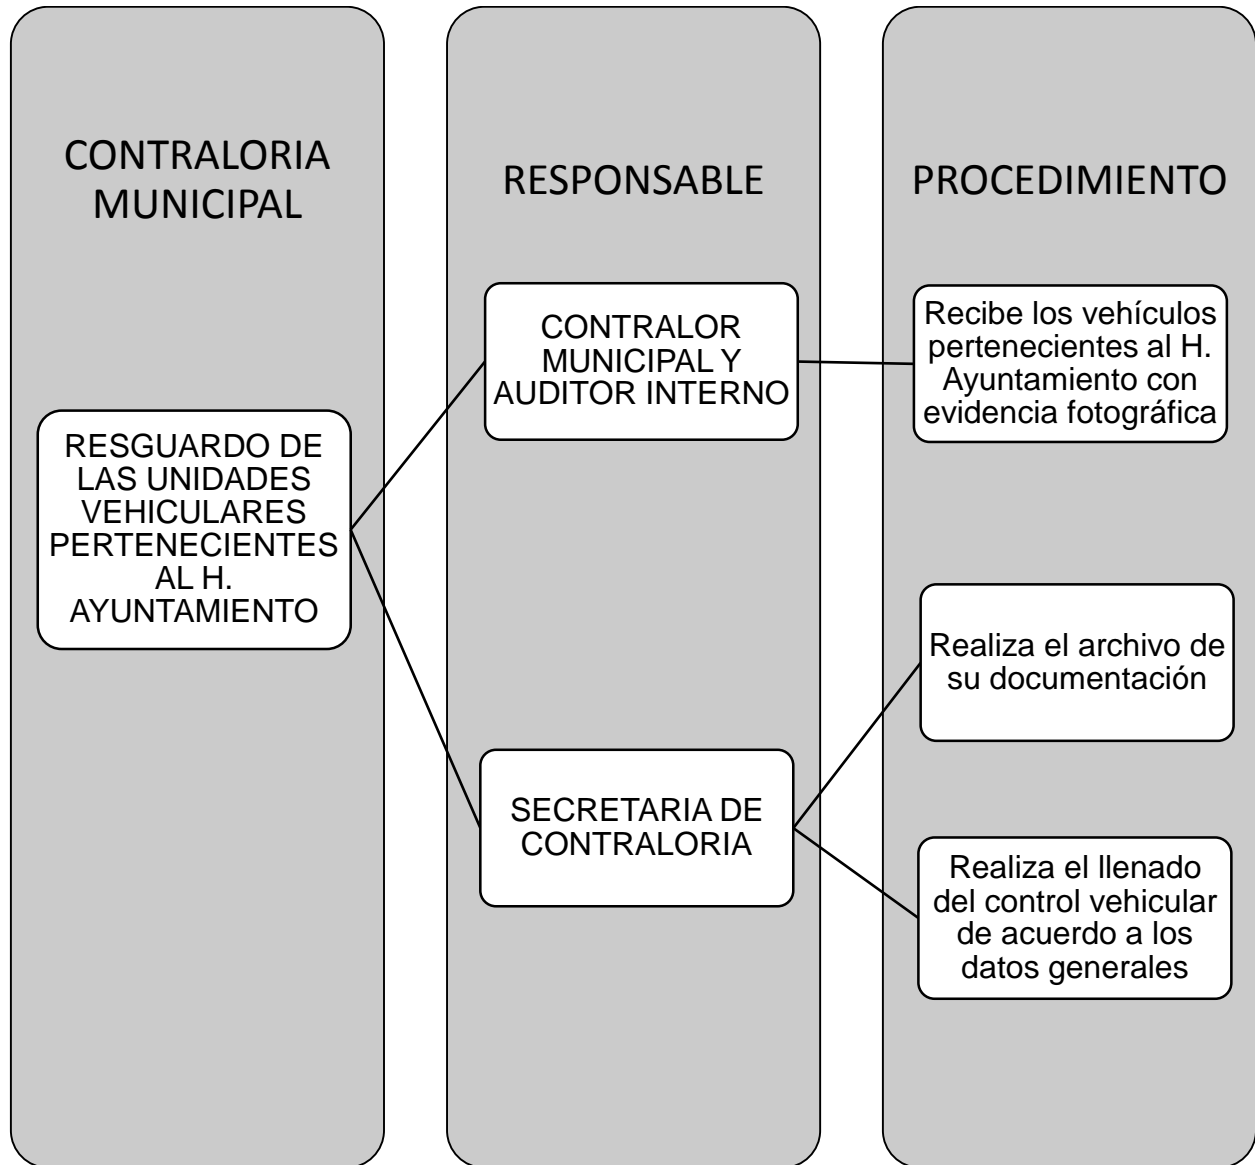 CONTRALORIA
MUNICIPAL
RESGUARDO DE
LAS UNIDADES
VEHICULARES
PERTENECIENTES
AL H.
AYUNTAMIENTO
RESPONSABLE
CONTRALOR
MUNICIPAL Y
AUDITOR INTERNO
SECRETARIA DE
CONTRALORIA
PROCEDIMIENTO
Recibe los vehículos
pertenecientes al H.
Ayuntamiento con
evidencia fotográfica
Realiza el archivo de
su documentación
Realiza el llenado
del control vehicular
de acuerdo a los
datos generales